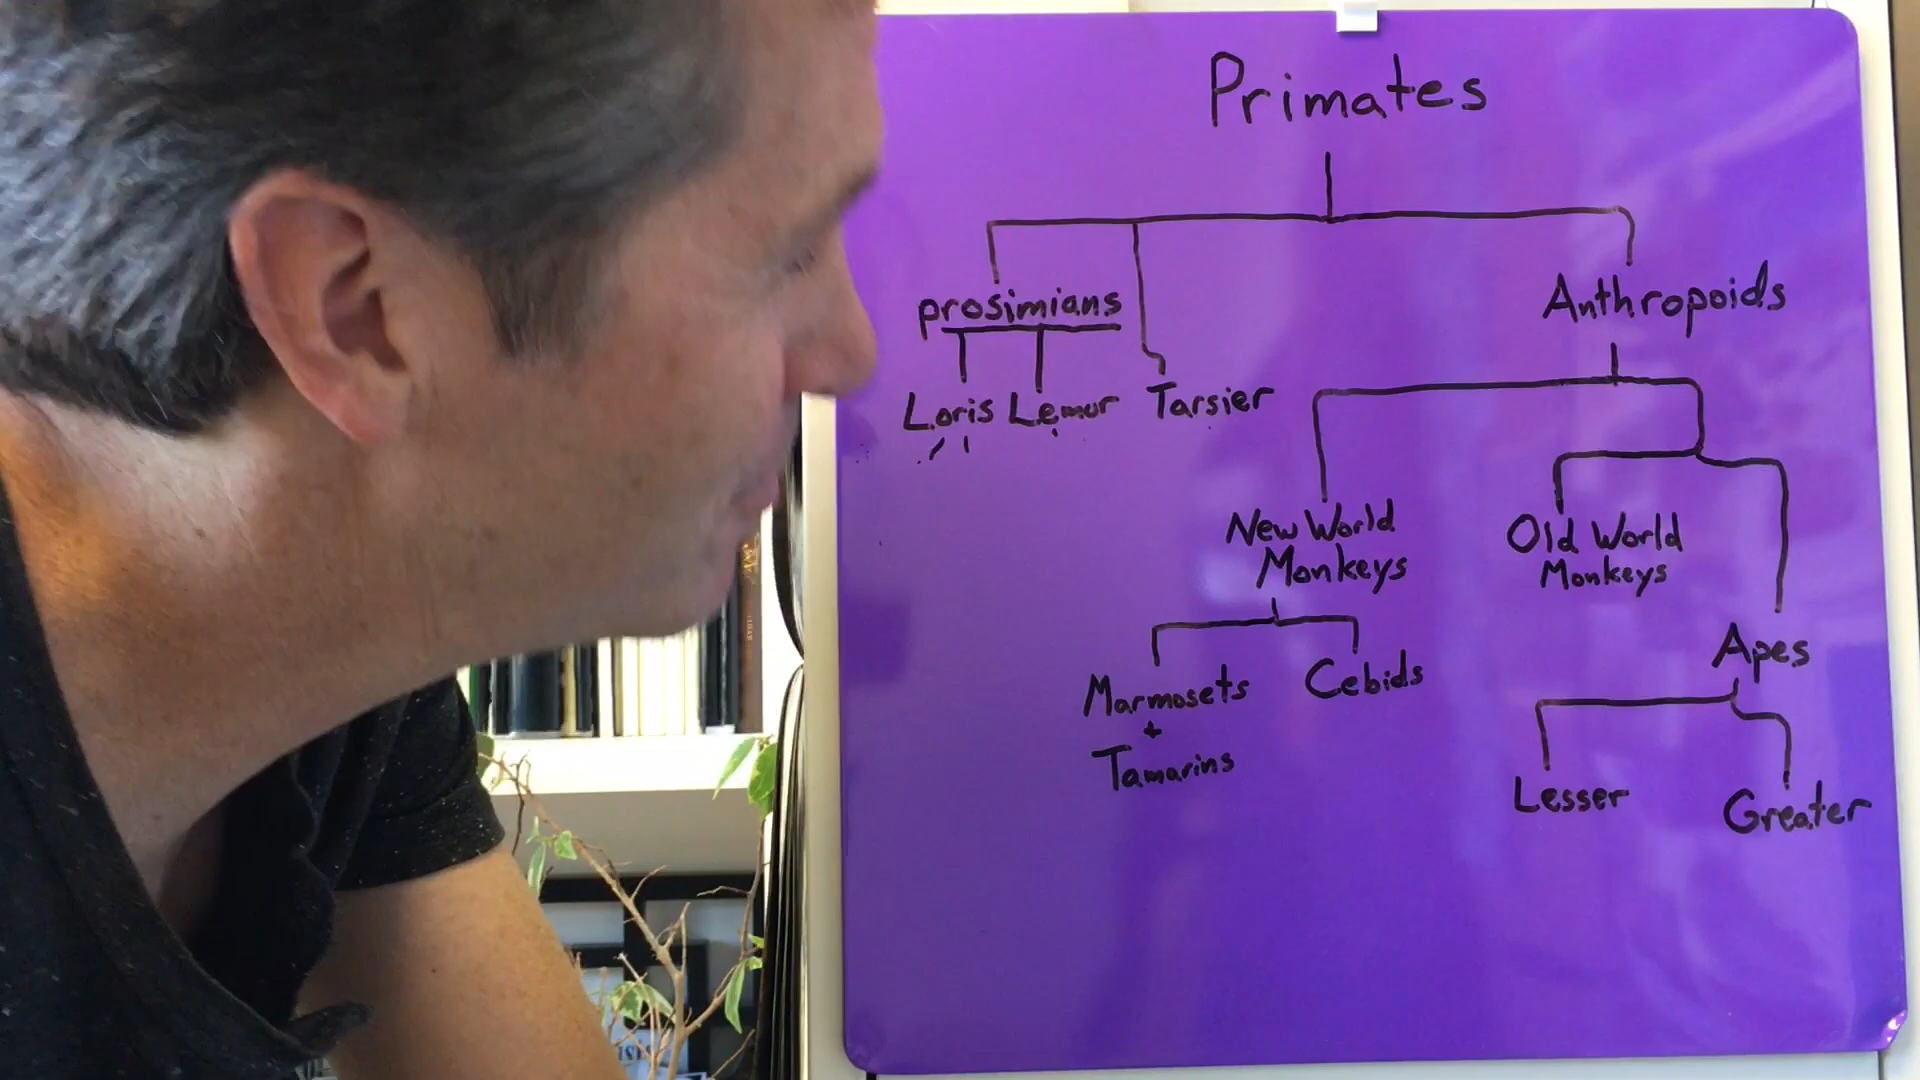 Primates
prosimians
Anthropoids
Loris Lemur Tarsier
New World
Monkeys
Old World
Monkeys
Apes
Marmosets
+
Tamarins
Cebids
Lesser
Greater